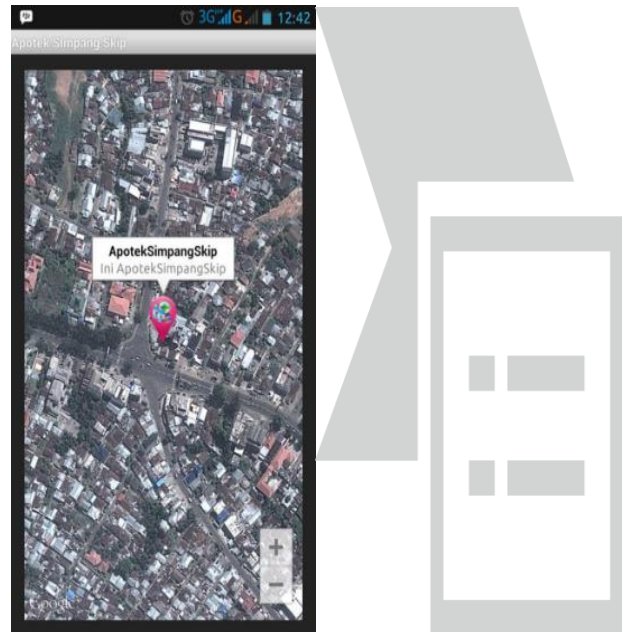 3G G 12:42
Apotek Simpang Skip
ApotekSimpangSkip
Ini ApotekSimpangSkip
+
−
Google